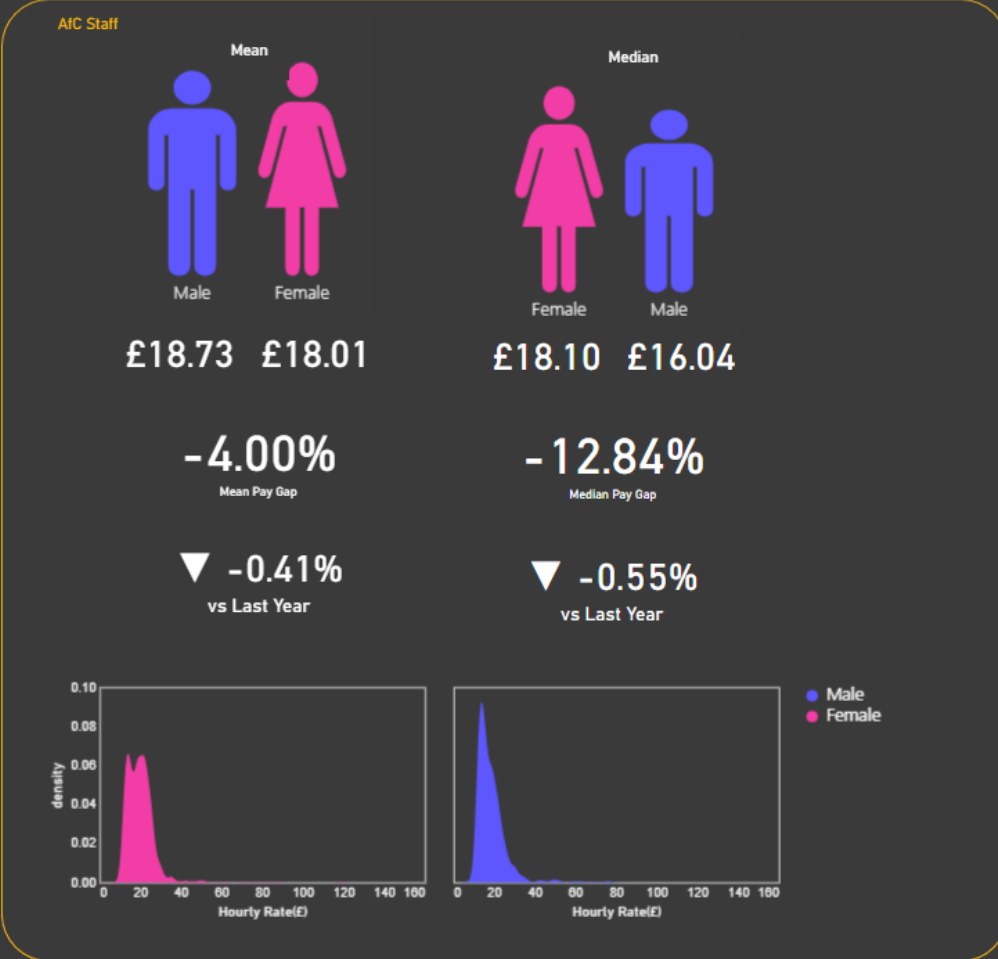 AfC Staff
Mean
Male Female
£18.73 £18.01
-4.00%
Mean Pay Gap
▼ -0.41%
vs Last Year
Median
Female Male
£18.10 £16.04
-12.84%
Median Pay Gap
▼ -0.55%
vs Last Year
density
0.10
0.08
0.06
0.04
0.02
0.00
0 20 40 60 80 100 120 140 160
Hourly Rate(£)
0 20 40 60 80 100 120 140 160
Hourly Rate(£)
Male
Female